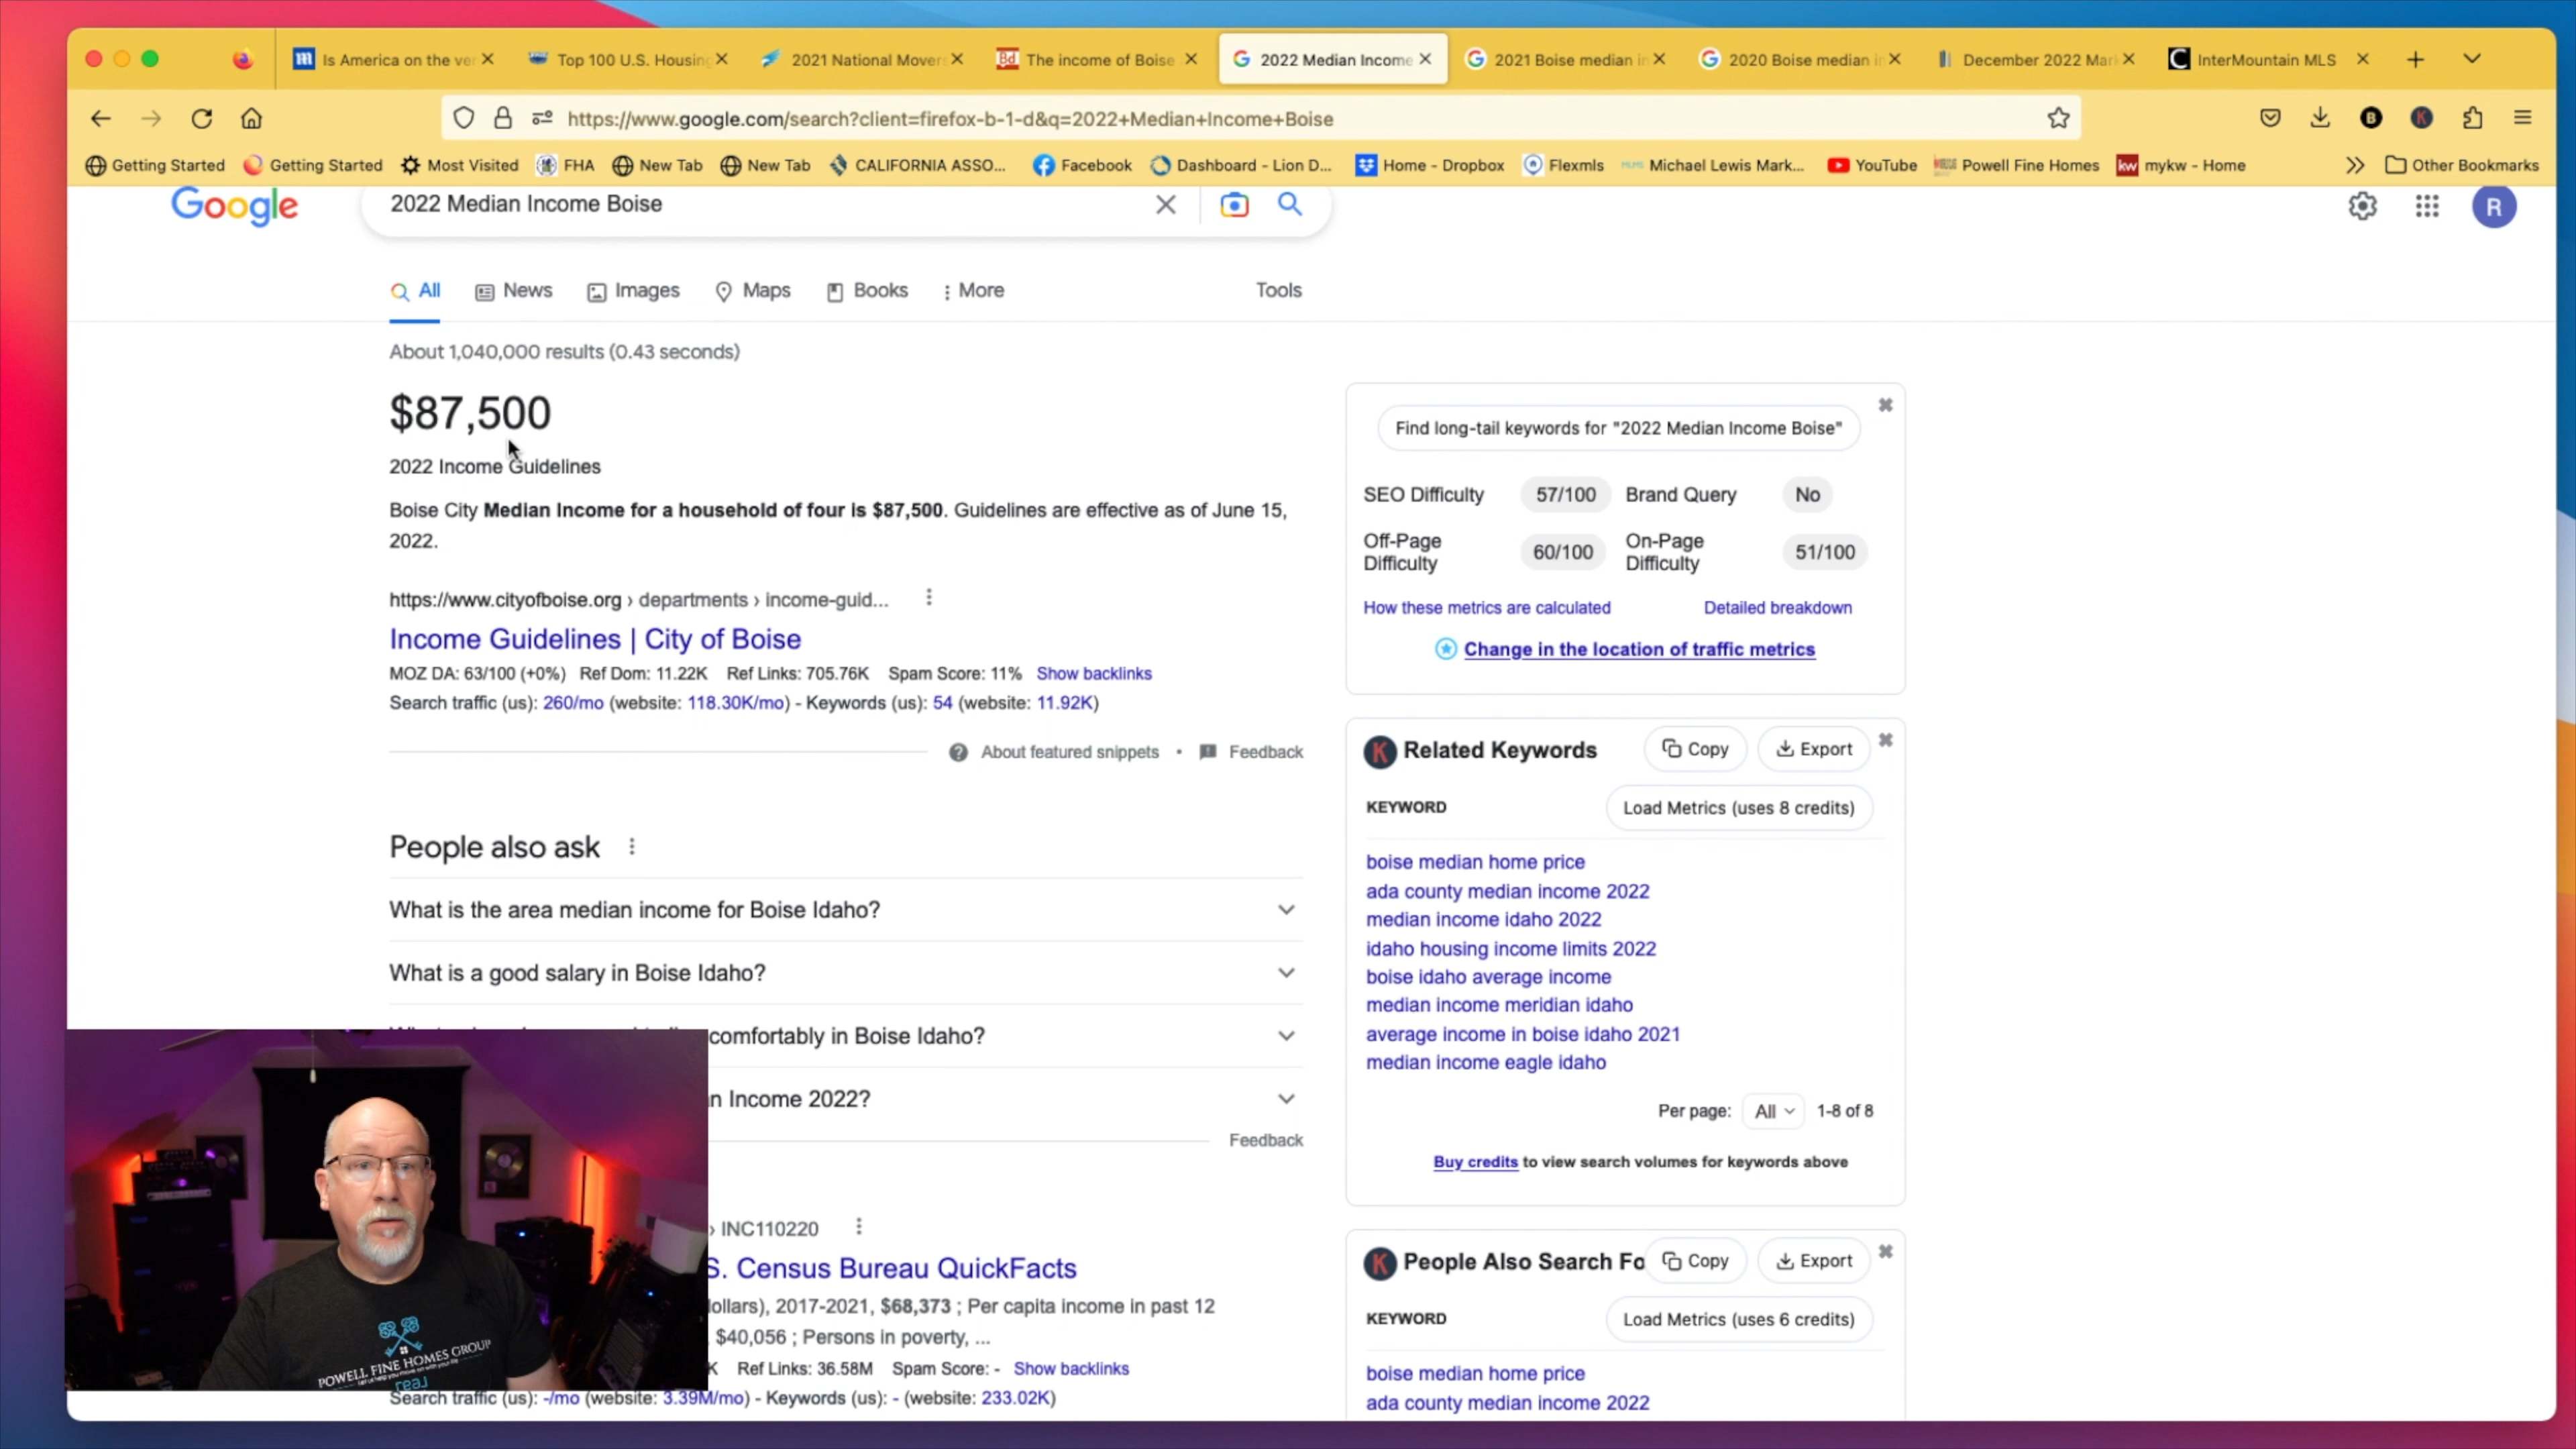 Is America on the ver
Top 100 U.S. Housing
2021 National Movers
The income of Boise
2022 Median Income
2021 Boise median in
2020 Boise median in
December 2022 Mar
InterMountain MLS
https://www.google.com/search?client=firefox-b-1-d&q=2022+Median+Income+Boise
Getting Started
Getting Started
Most Visited
FHA
New Tab
New Tab
CALIFORNIA ASSO...
Facebook
Dashboard - Lion D...
Home - Dropbox
Flexmls
Michael Lewis Mark...
YouTube
Powell Fine Homes
kw mykw - Home
Other Bookmarks
Google
2022 Median Income Boise
R
All
News
Images
Maps
Books
More
Tools
About 1,040,000 results (0.43 seconds)
$87,500
2022 Income Guidelines
Boise City Median Income for a household of four is $87,500. Guidelines are effective as of June 15,
2022.
https://www.cityofboise.org › departments › income-guid...
Income Guidelines | City of Boise
MOZ DA: 63/100 (+0%) Ref Dom: 11.22K Ref Links: 705.76K Spam Score: 11% Show backlinks
Search traffic (us): 260/mo (website: 118.30K/mo) - Keywords (us): 54 (website: 11.92K)
About featured snippets • Feedback
People also ask
What is the area median income for Boise Idaho?
What is a good salary in Boise Idaho?
comfortably in Boise Idaho?
n Income 2022?
Feedback
› INC110220
S. Census Bureau QuickFacts
dollars), 2017-2021, $68,373 ; Per capita income in past 12
$40,056 ; Persons in poverty, ...
K Ref Links: 36.58M Spam Score: - Show backlinks
Search traffic (us): -/mo (website: 3.39M/mo) - Keywords (us): - (website: 233.02K)
POWELL FINE HOMES GROUP
real
Find long-tail keywords for "2022 Median Income Boise"
SEO Difficulty 57/100 Brand Query No
Off-Page Difficulty 60/100 On-Page Difficulty 51/100
How these metrics are calculated Detailed breakdown
Change in the location of traffic metrics
K Related Keywords Copy Export
KEYWORD Load Metrics (uses 8 credits)
boise median home price
ada county median income 2022
median income idaho 2022
idaho housing income limits 2022
boise idaho average income
median income meridian idaho
average income in boise idaho 2021
median income eagle idaho
Per page: All 1-8 of 8
Buy credits to view search volumes for keywords above
K People Also Search Fo Copy Export
KEYWORD Load Metrics (uses 6 credits)
boise median home price
ada county median income 2022